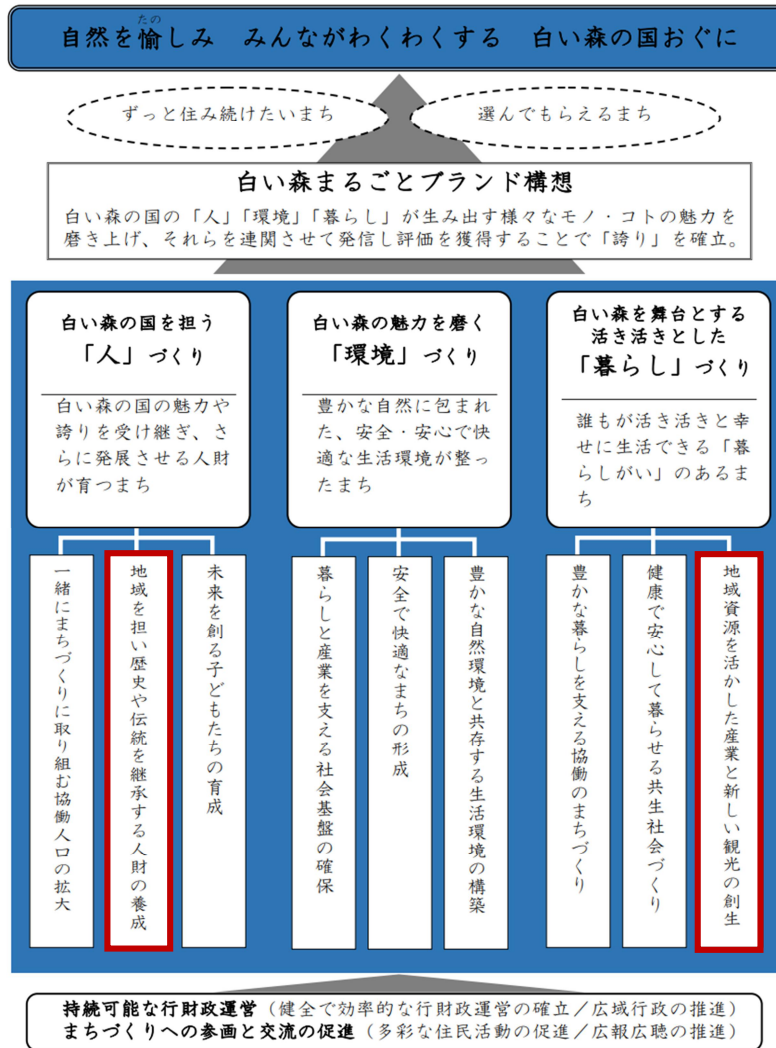 自然を愉しみ　みんながわくわくする　白い森の国おぐに
たの
ずっと住み続けたいまち
選んでもらえるまち
白い森まるごとブランド構想
白い森の国の「人」「環境」「暮らし」が生み出す様々なモノ・コトの魅力を
磨き上げ、それらを連関させて発信し評価を獲得することで「誇り」を確立。
白い森の国を担う
「人」づくり
白い森の国の魅力や
誇りを受け継ぎ、さ
らに発展させる人財
が育つまち
白い森の魅力を磨く
「環境」づくり
豊かな自然に包まれ
た、安全・安心で快
適な生活環境が整っ
たまち
白い森を舞台とする
活き活きとした
「暮らし」づくり
誰もが活き活きと幸
せに生活できる「暮
らしがい」のあるま
ち
未来を創る子どもたちの育成
地域を担い歴史や伝統を継承する人財の養成
一緒にまちづくりに取り組む協働人口の拡大
豊かな自然環境と共存する生活環境の構築
安全で快適なまちの形成
暮らしと産業を支える社会基盤の確保
地域資源を活かした産業と新しい観光の創生
健康で安心して暮らせる共生社会づくり
豊かな暮らしを支える協働のまちづくり
持続可能な行財政運営（健全で効率的な行財政運営の確立／広域行政の推進）
まちづくりへの参画と交流の促進（多彩な住民活動の促進／広報広聴の推進）